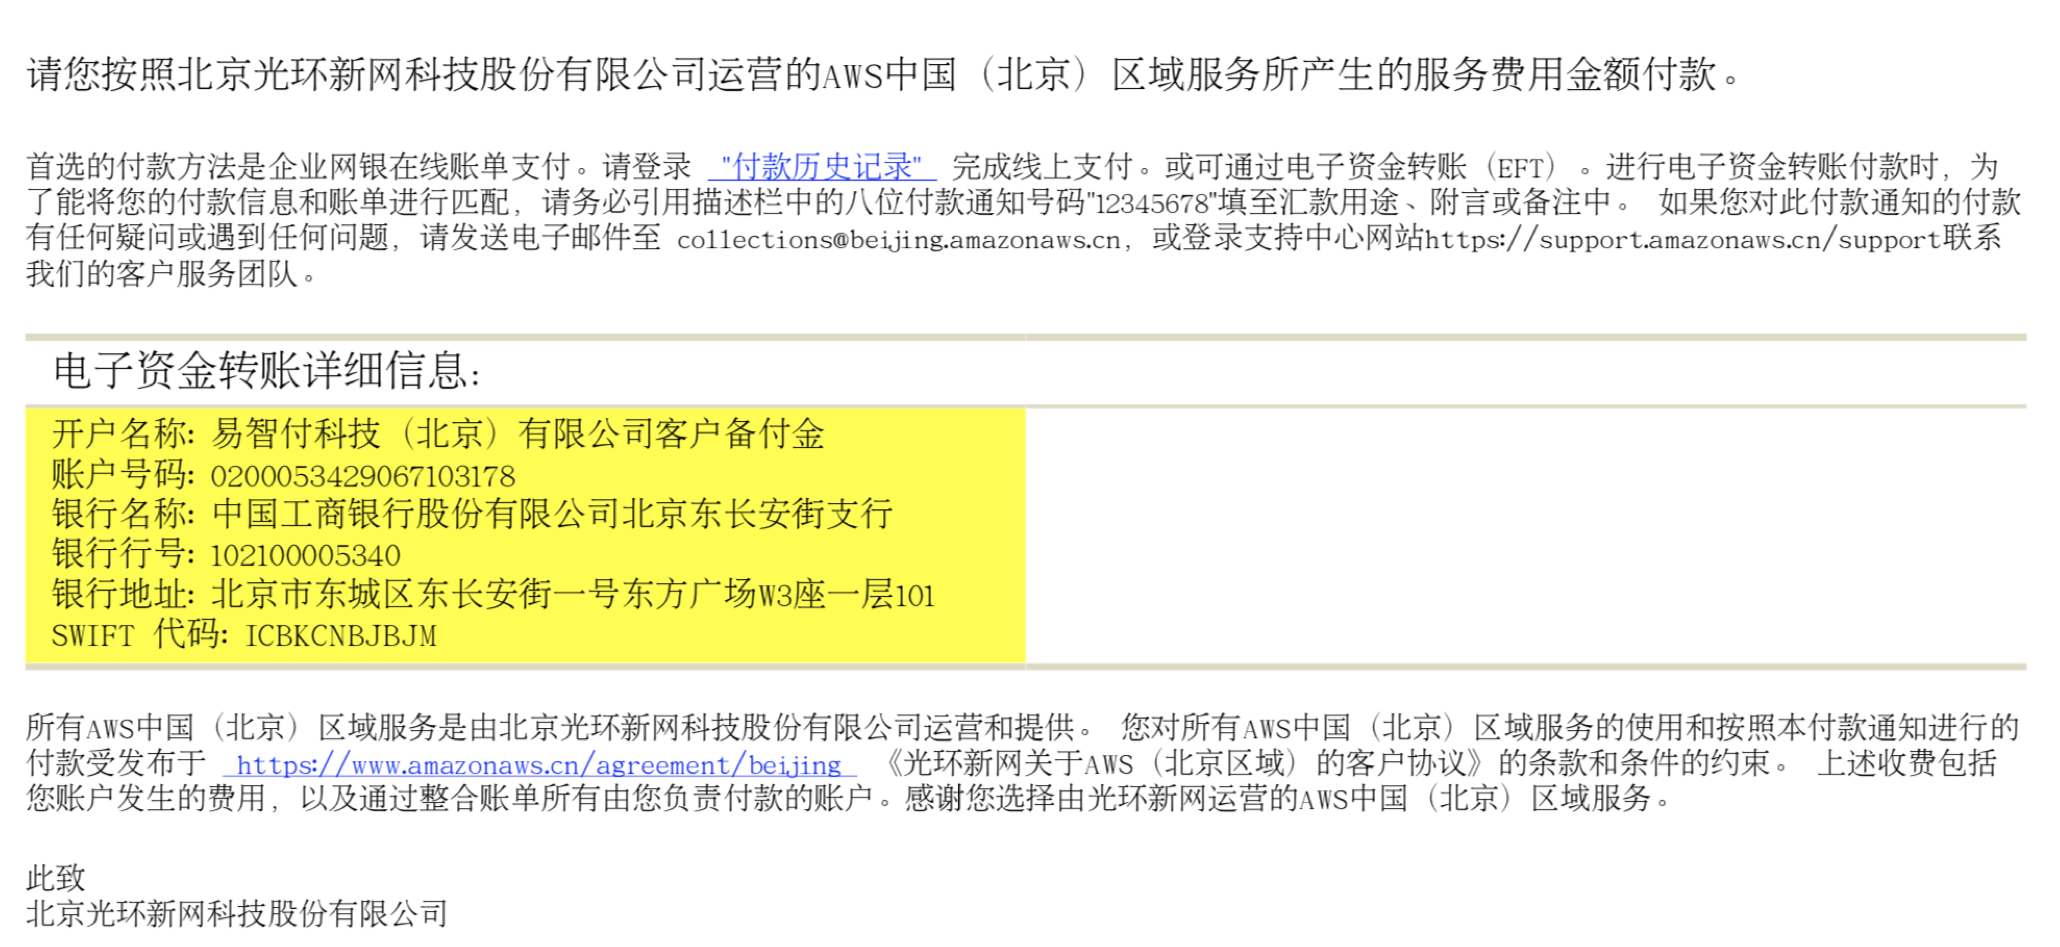 请您按照北京光环新网科技股份有限公司运营的AWS中国（北京）区域服务所产生的服务费用金额付款。
首选的付款方法是企业网银在线账单支付。请登录 "付款历史记录" 完成线上支付。或可通过电子资金转账（EFT）。进行电子资金转账付款时，为
了能将您的付款信息和账单进行匹配，请务必引用描述栏中的八位付款通知号码"12345678"填至汇款用途、附言或备注中。 如果您对此付款通知的付款
有任何疑问或遇到任何问题，请发送电子邮件至 collections@beijing.amazonaws.cn，或登录支持中心网站https://support.amazonaws.cn/support联系
我们的客户服务团队。
电子资金转账详细信息:
开户名称: 易智付科技（北京）有限公司客户备付金
账户号码: 0200053429067103178
银行名称: 中国工商银行股份有限公司北京东长安街支行
银行行号: 102100005340
银行地址: 北京市东城区东长安街一号东方广场W3座一层101
SWIFT 代码: ICBKCNBJBJM
所有AWS中国（北京）区域服务是由北京光环新网科技股份有限公司运营和提供。 您对所有AWS中国（北京）区域服务的使用和按照本付款通知进行的
付款受发布于 https://www.amazonaws.cn/agreement/beijing 《光环新网关于AWS（北京区域）的客户协议》的条款和条件的约束。 上述收费包括
您账户发生的费用，以及通过整合账单所有由您负责付款的账户。感谢您选择由光环新网运营的AWS中国（北京）区域服务。
此致
北京光环新网科技股份有限公司